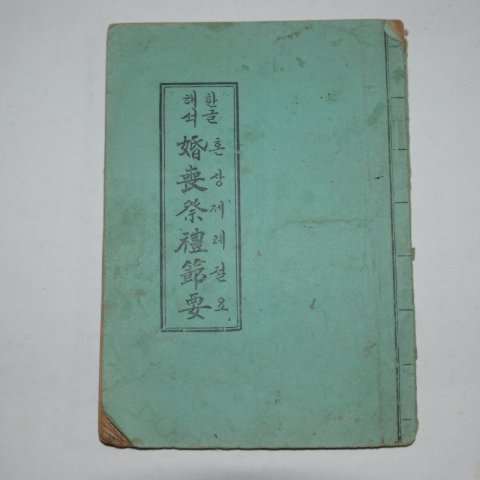 한글
해석
혼상제례절요
婚喪祭禮節要